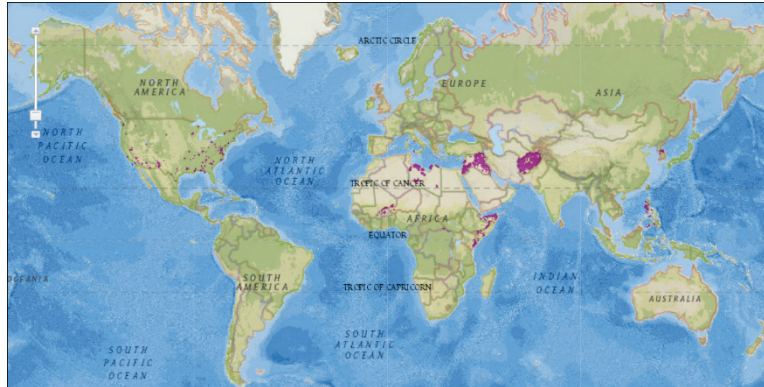 ARCTIC CIRCLE
NORTH
AMERICA
EUROPE
ASIA
NORTH
PACIFIC
OCEAN
NORTH
ATLANTIC
OCEAN
TROPIC OF CANCER
AFRICA
EQUATOR
SOUTH
AMERICA
INDIAN
OCEAN
TROPIC OF CAPRICORN
AUSTRALIA
SOUTH
ATLANTIC
OCEAN
SOUTH
PACIFIC
OCEAN